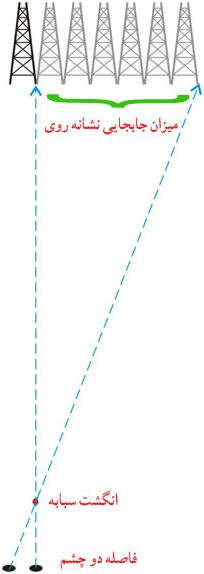 میزان جابجایی نشانه روی
انگشت سبابه
فاصله دو چشم